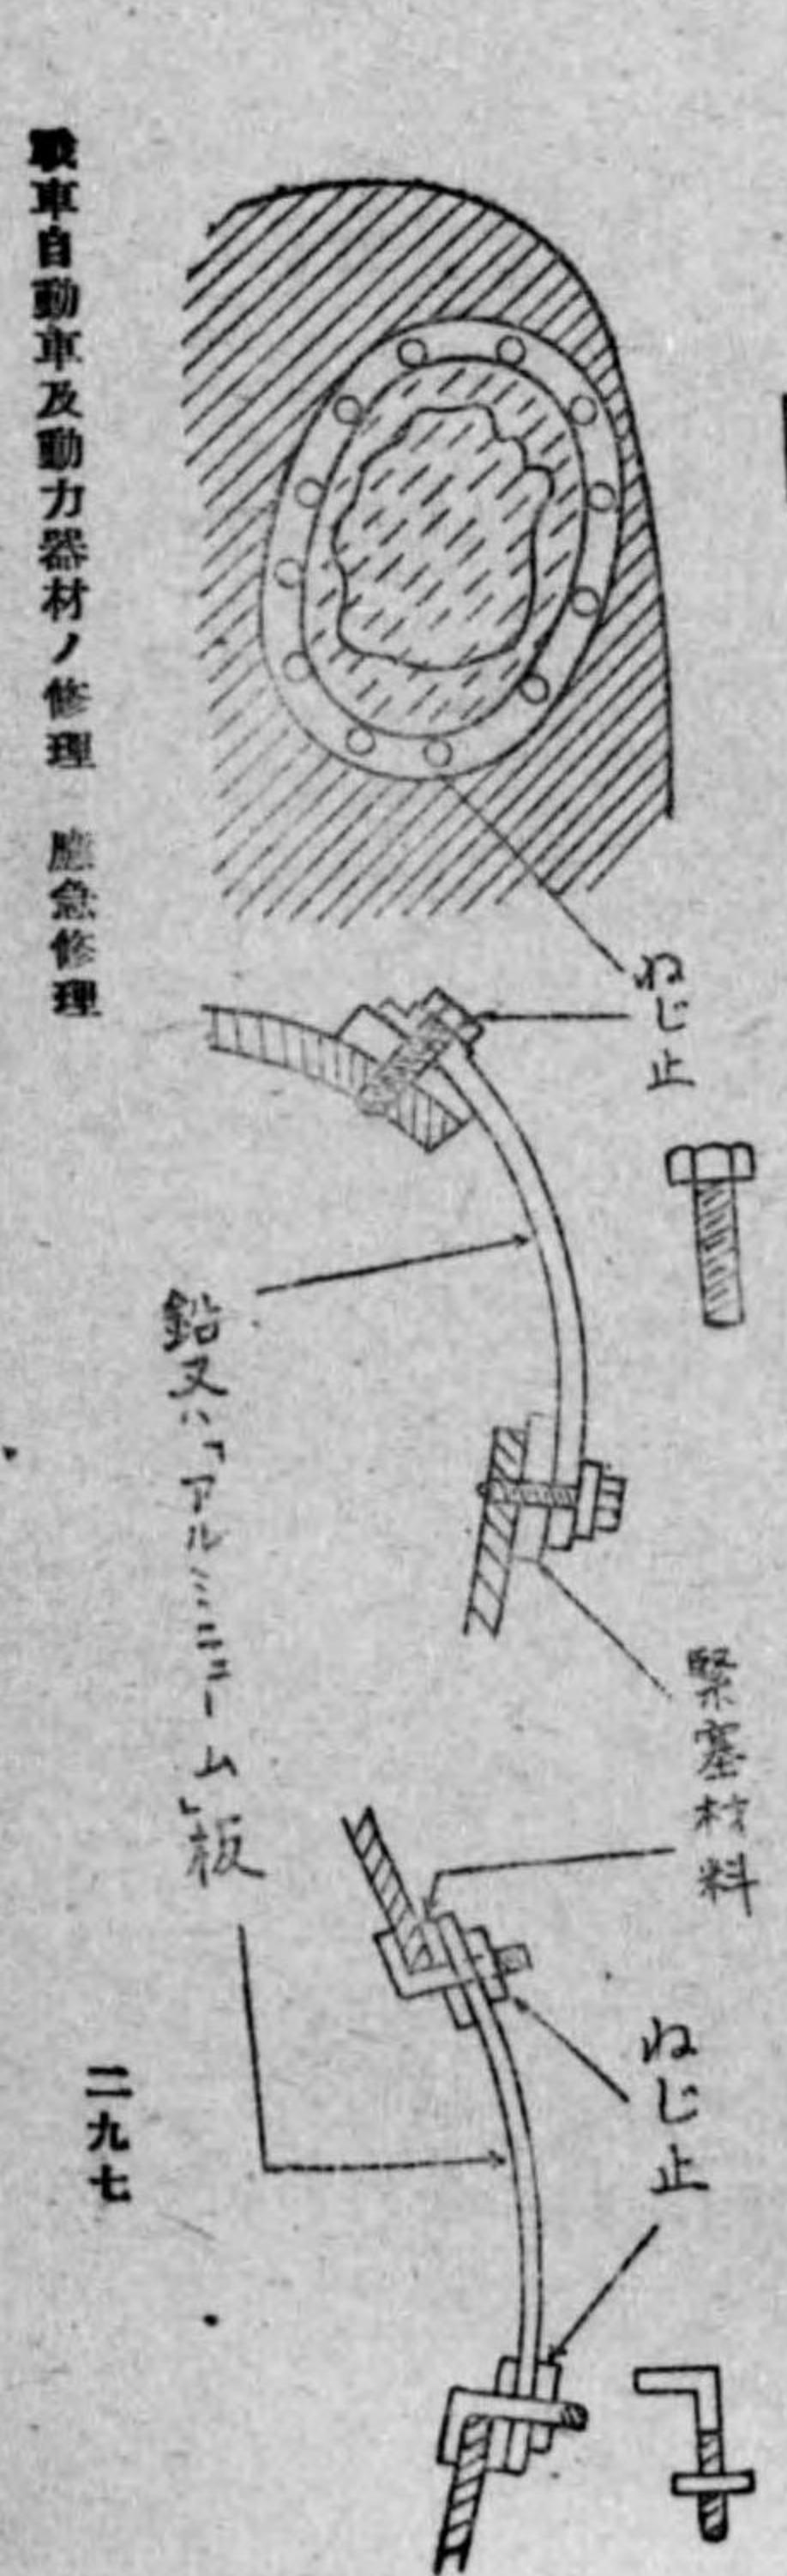 ねじ止
緊塞材料
ねじ止
鉛又ハ「アルミニユーム」板
戰車自動車及動力器材ノ修理 應急修理
二九七